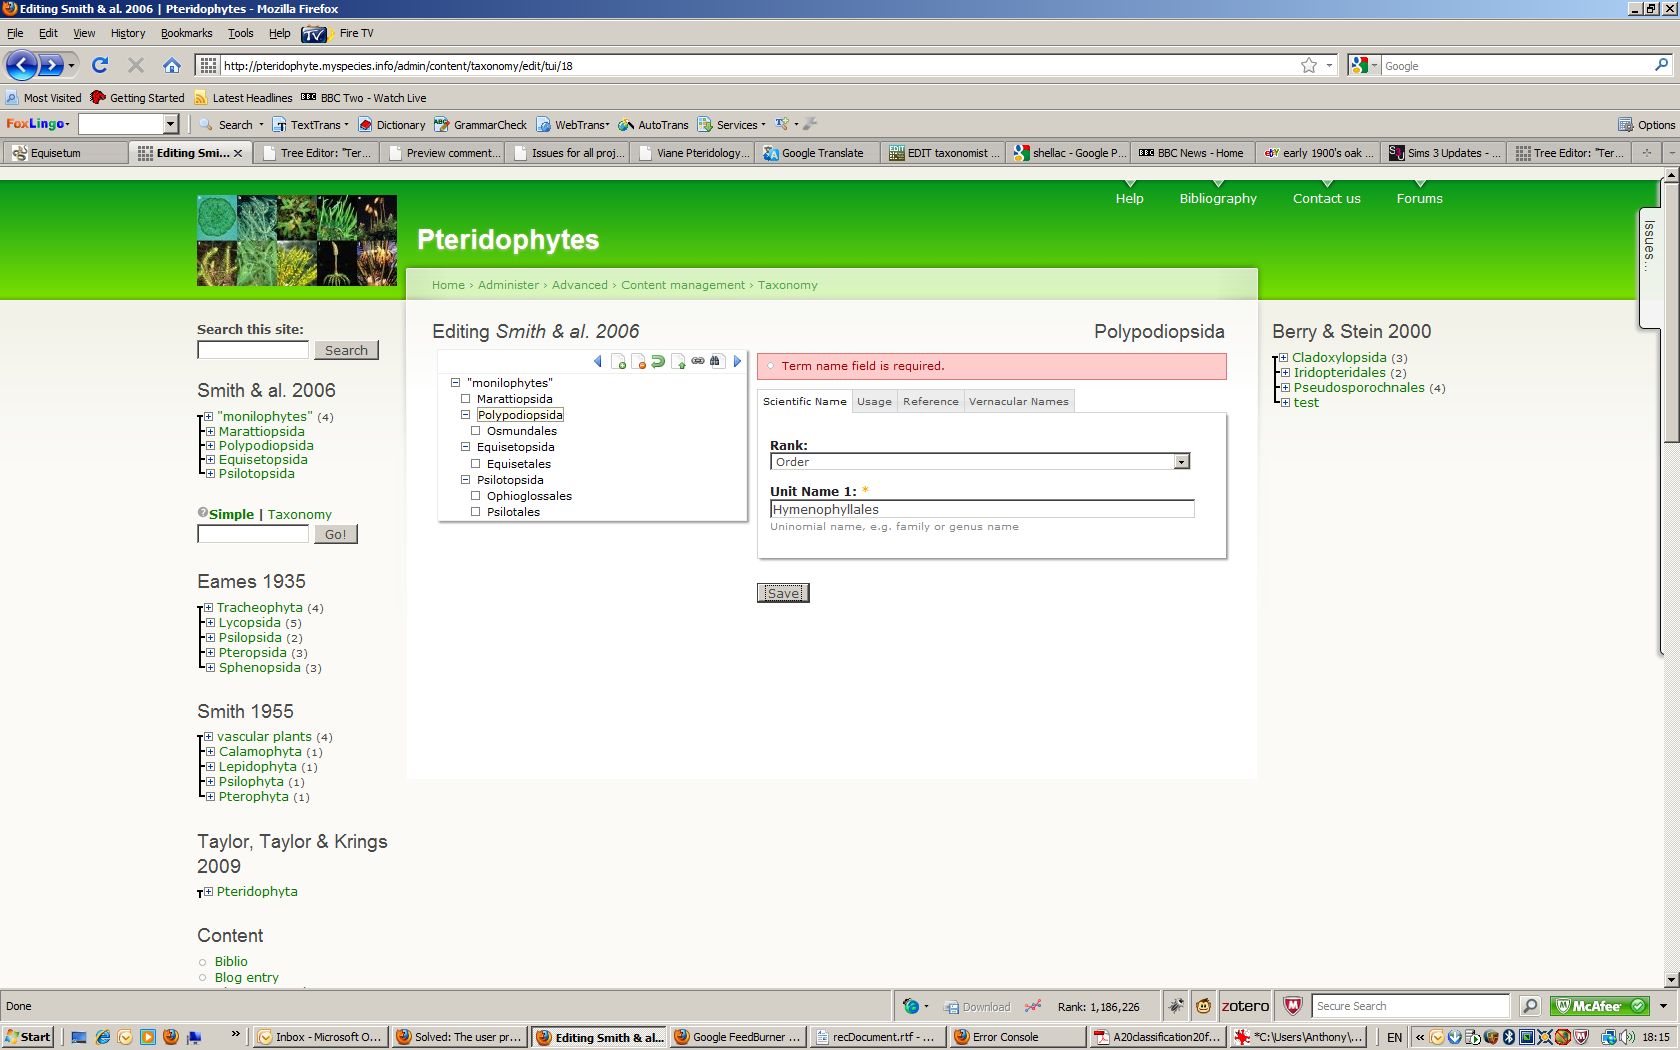 Editing Smith & al. 2006 | Pteridophytes - Mozilla Firefox
File Edit View History Bookmarks Tools Help TV Fire TV
http://pteridophyte.myspecies.info/admin/content/taxonomy/edit/tui/18
Google
Most Visited Getting Started Latest Headlines BBC BBC Two - Watch Live
FoxLingo Search TextTrans Dictionary GrammarCheck WebTrans AutoTrans Services Options
Equisetum Editing Smi... Tree Editor: "Ter... Preview comment... Issues for all proj... Viane Pteridology... Google Translate EDIT taxonomist ... shellac - Google P... BBC News - Home early 1900's oak ... Sims 3 Updates - ... Tree Editor: "Ter...
Help Bibliography Contact us Forums
Issues...
Pteridophytes
Home › Administer › Advanced › Content management › Taxonomy
Search this site:
Search
Smith & al. 2006
"monilophytes" (4)
Marattiopsida
Polypodiopsida
Equisetopsida
Psilotopsida
Simple | Taxonomy
Go!
Eames 1935
Tracheophyta (4)
Lycopsida (5)
Psilopsida (2)
Pteropsida (3)
Sphenopsida (3)
Smith 1955
vascular plants (4)
Calamophyta (1)
Lepidophyta (1)
Psilophyta (1)
Pterophyta (1)
Taylor, Taylor & Krings
2009
Pteridophyta
Content
Biblio
Blog entry
Editing Smith & al. 2006
Polypodiopsida
"monilophytes"
Marattiopsida
Polypodiopsida
Osmundales
Equisetopsida
Equisetales
Psilotopsida
Ophioglossales
Psilotales
Term name field is required.
Scientific Name Usage Reference Vernacular Names
Rank:
Order
Unit Name 1: *
Hymenophyllales
Uninomial name, e.g. family or genus name
Save
Berry & Stein 2000
Cladoxylopsida (3)
Iridopteridales (2)
Pseudosporochnales (4)
test
Done
Download Rank: 1,186,226 zotero Secure Search McAfee
Start » Inbox - Microsoft O... Solved: The user pr... Editing Smith & al... Google FeedBurner ... recDocument.rtf - ... Error Console A20classification20f... *C:\Users\Anthony\... EN « 18:15